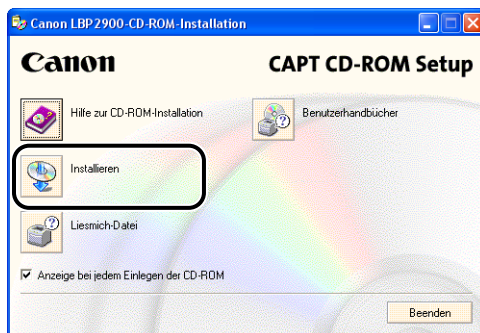 Canon LBP2900-CD-ROM-Installation
Canon
CAPT CD-ROM Setup
Hilfe zur CD-ROM-Installation
Benutzerhandbücher
Installieren
Liesmich-Datei
Anzeige bei jedem Einlegen der CD-ROM
Beenden